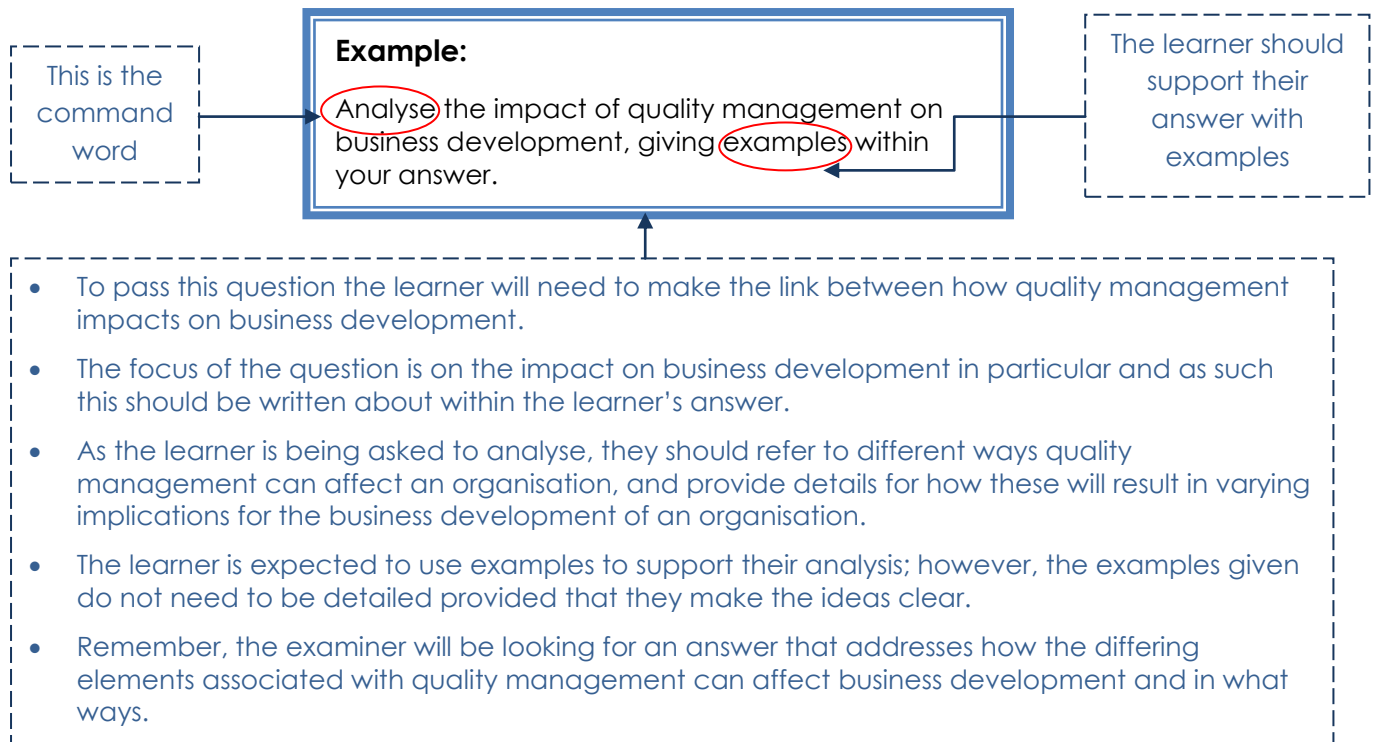 This is the
command
word
Example:
Analyse the impact of quality management on
business development, giving examples within
your answer.
The learner should
support their
answer with
examples
• To pass this question the learner will need to make the link between how quality management
impacts on business development.
• The focus of the question is on the impact on business development in particular and as such
this should be written about within the learner's answer.
• As the learner is being asked to analyse, they should refer to different ways quality
management can affect an organisation, and provide details for how these will result in varying
implications for the business development of an organisation.
• The learner is expected to use examples to support their analysis; however, the examples given
do not need to be detailed provided that they make the ideas clear.
• Remember, the examiner will be looking for an answer that addresses how the differing
elements associated with quality management can affect business development and in what
ways.